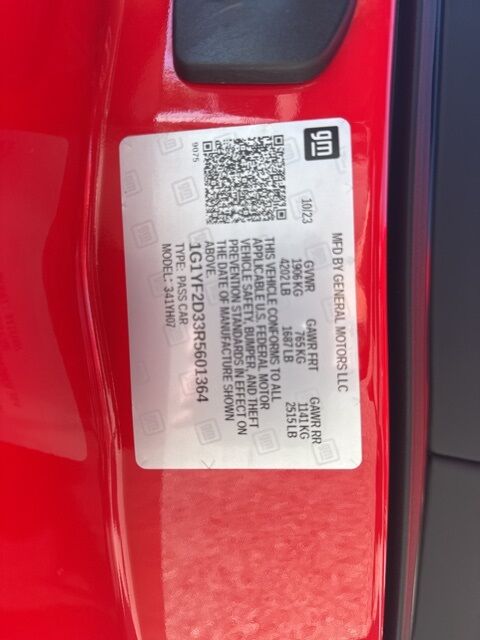 gm
10/23
MFD BY GENERAL MOTORS LLC
GVWR GAWR FRT GAWR RR
1906 KG 765 KG 1141 KG
4202 LB 1687 LB 2515 LB
THIS VEHICLE CONFORMS TO ALL
APPLICABLE U.S. FEDERAL MOTOR
VEHICLE SAFETY, BUMPER, AND THEFT
PREVENTION STANDARDS IN EFFECT ON
THE DATE OF MANUFACTURE SHOWN
ABOVE.
1G1YF2D33R5601364
TYPE: PASS CAR
MODEL: 341YH07
9075